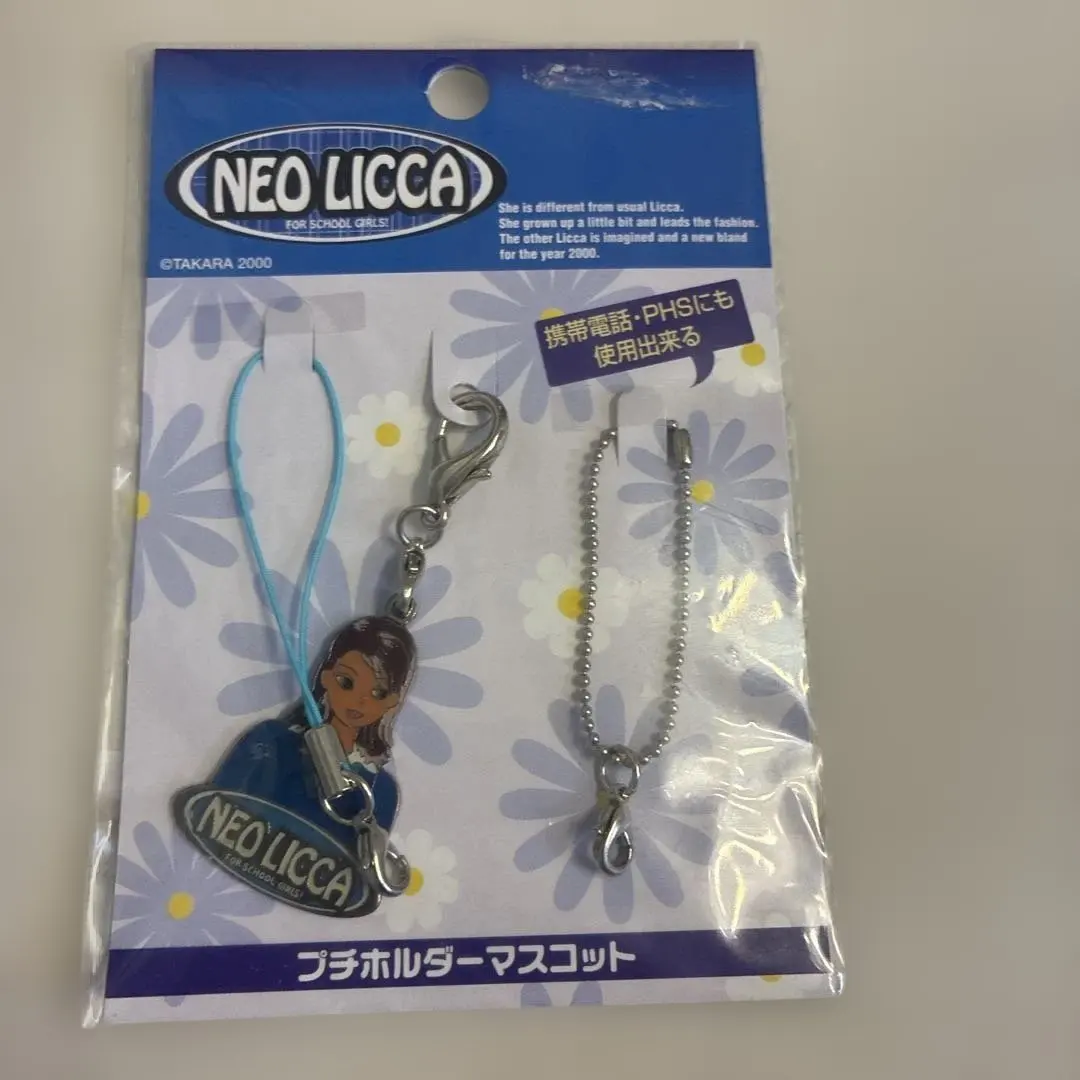 NEO LICCA
FOR SCHOOL GIRLS!
She is different from usual Licca.
She grown up a little bit and leads the fashion.
The other Licca is imagined and a new bland
for the year 2000.
©TAKARA 2000
携帯電話・PHSにも
使用出来る
NEO LICCA
FOR SCHOOL GIRLS!
プチホルダーマスコット